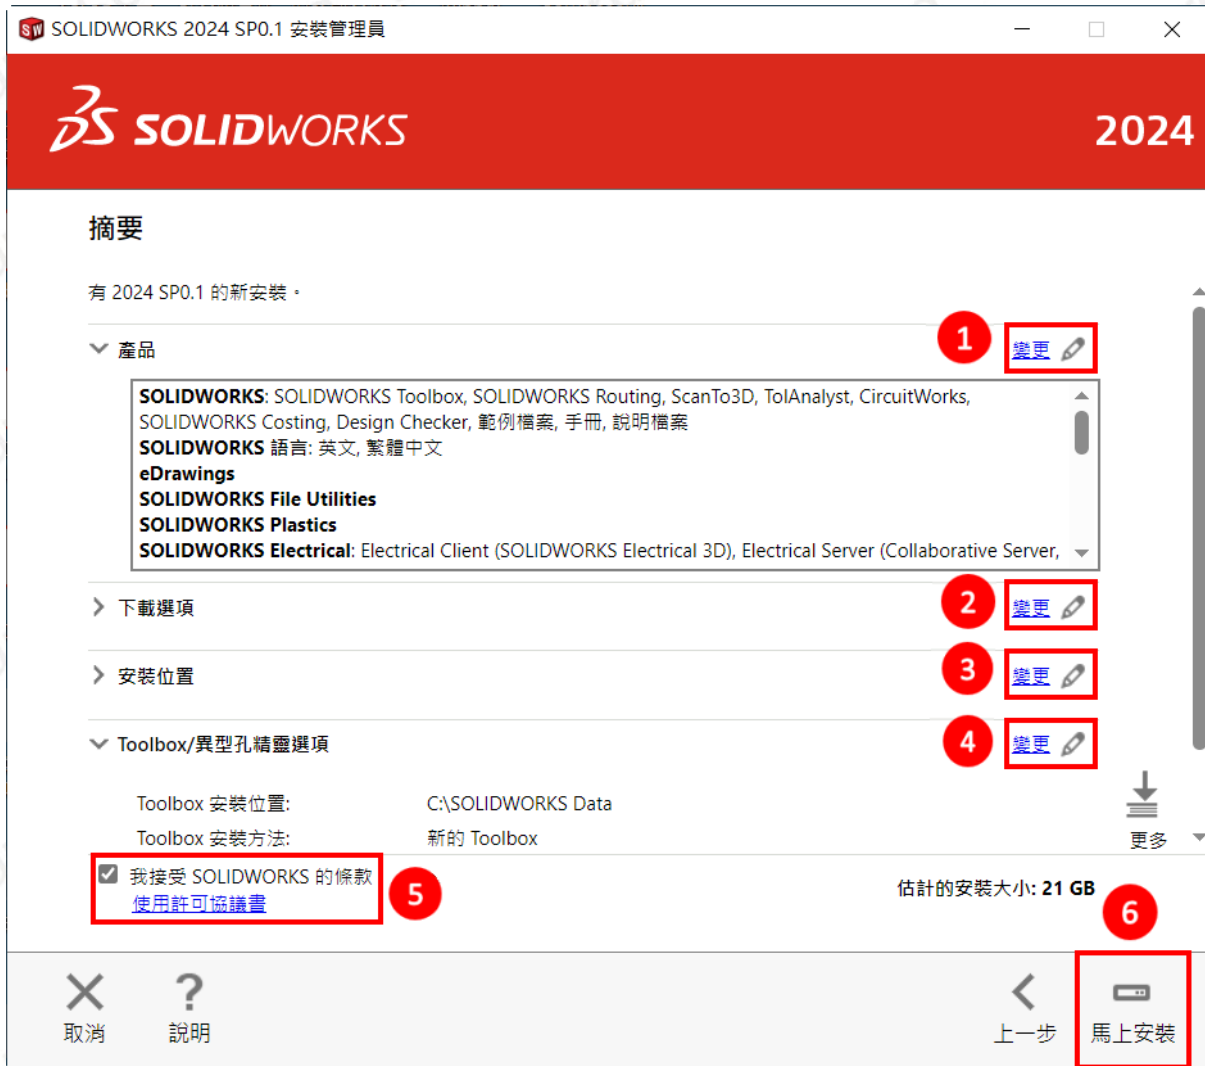 SW SOLIDWORKS 2024 SP0.1 安裝管理員
3DS SOLIDWORKS 2024
摘要
有 2024 SP0.1 的新安裝。
產品 1 變更
SOLIDWORKS: SOLIDWORKS Toolbox, SOLIDWORKS Routing, ScanTo3D, TolAnalyst, CircuitWorks,
SOLIDWORKS Costing, Design Checker, 範例檔案, 手冊, 說明檔案
SOLIDWORKS 語言: 英文, 繁體中文
eDrawings
SOLIDWORKS File Utilities
SOLIDWORKS Plastics
SOLIDWORKS Electrical: Electrical Client (SOLIDWORKS Electrical 3D), Electrical Server (Collaborative Server,
下載選項 2 變更
安裝位置 3 變更
Toolbox/異型孔精靈選項 4 變更
Toolbox 安裝位置: C:\SOLIDWORKS Data
Toolbox 安裝方法: 新的 Toolbox
更多
我接受 SOLIDWORKS 的條款
使用許可協議書
5
估計的安裝大小: 21 GB
6
取消 說明 上一步 馬上安裝